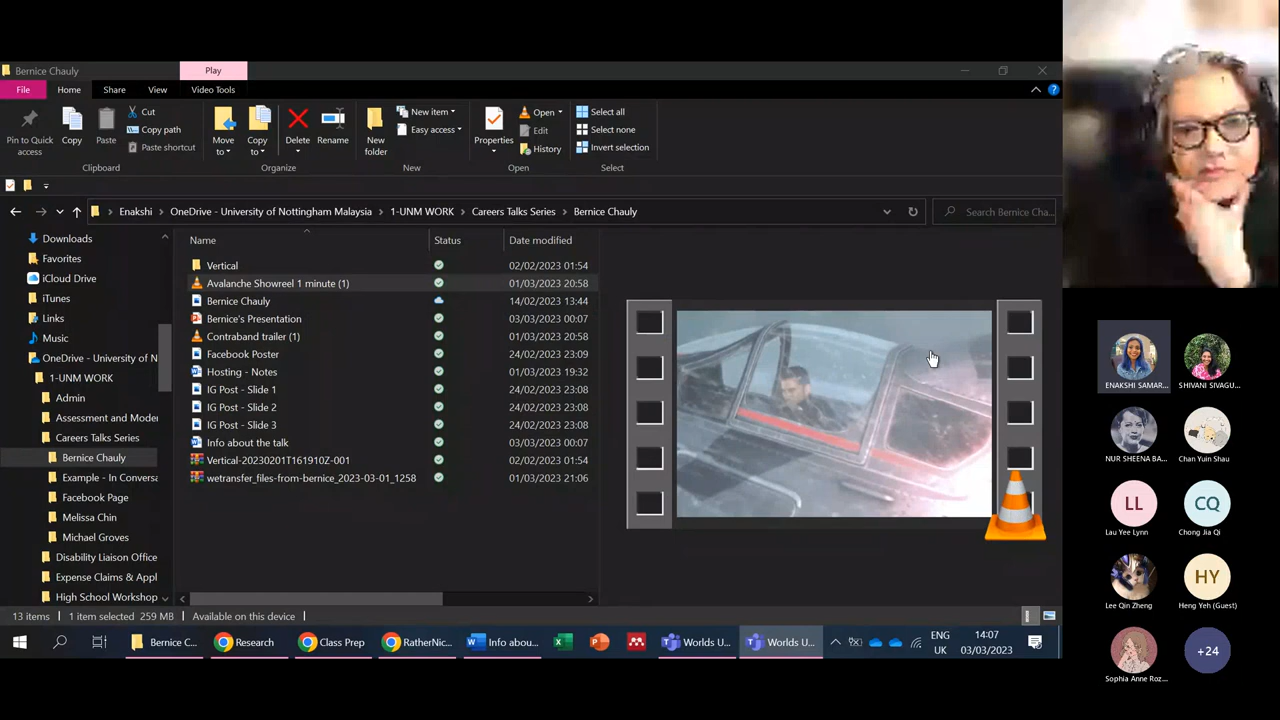 Bernice Chauly
Play
File
Home
Share
View
Video Tools
Pin to Quick access
Copy
Paste
Cut
Copy path
Paste shortcut
Move to
Copy to
Delete
Rename
New folder
New item
Easy access
Properties
Open
Edit
History
Select all
Select none
Invert selection
Clipboard
Organize
New
Open
Select
Enakshi > OneDrive - University of Nottingham Malaysia > 1-UNM WORK > Careers Talks Series > Bernice Chauly
Search Bernice Cha...
Downloads
Favorites
iCloud Drive
iTunes
Links
Music
OneDrive - University of N
1-UNM WORK
Admin
Assessment and Moder
Careers Talks Series
Bernice Chauly
Example - In Conversa
Facebook Page
Melissa Chin
Michael Groves
Disability Liaison Office
Expense Claims & Appl
High School Workshop
Name Status Date modified
Vertical 02/02/2023 01:54
Avalanche Showreel 1 minute (1) 01/03/2023 20:58
Bernice Chauly 14/02/2023 13:44
Bernice's Presentation 03/03/2023 00:07
Contraband trailer (1) 01/03/2023 20:58
Facebook Poster 24/02/2023 23:09
Hosting - Notes 01/03/2023 19:32
IG Post - Slide 1 24/02/2023 23:08
IG Post - Slide 2 24/02/2023 23:08
IG Post - Slide 3 24/02/2023 23:08
Info about the talk 03/03/2023 00:07
Vertical-20230201T161910Z-001 02/02/2023 01:54
wetransfer_files-from-bernice_2023-03-01_1258 01/03/2023 21:06
13 items 1 item selected 259 MB Available on this device
Bernice C...
Research
Class Prep
RatherNic...
Info abou...
Worlds U...
Worlds U...
ENG
UK
14:07
03/03/2023
ENAKSHI SAMAR...
SHIVANI SIVAGU...
NUR SHEENA BA...
Chan Yuin Shau
LL
Lau Yee Lynn
CQ
Chong Jia Qi
Lee Qin Zheng
HY
Heng Yeh (Guest)
Sophia Anne Roz...
+24